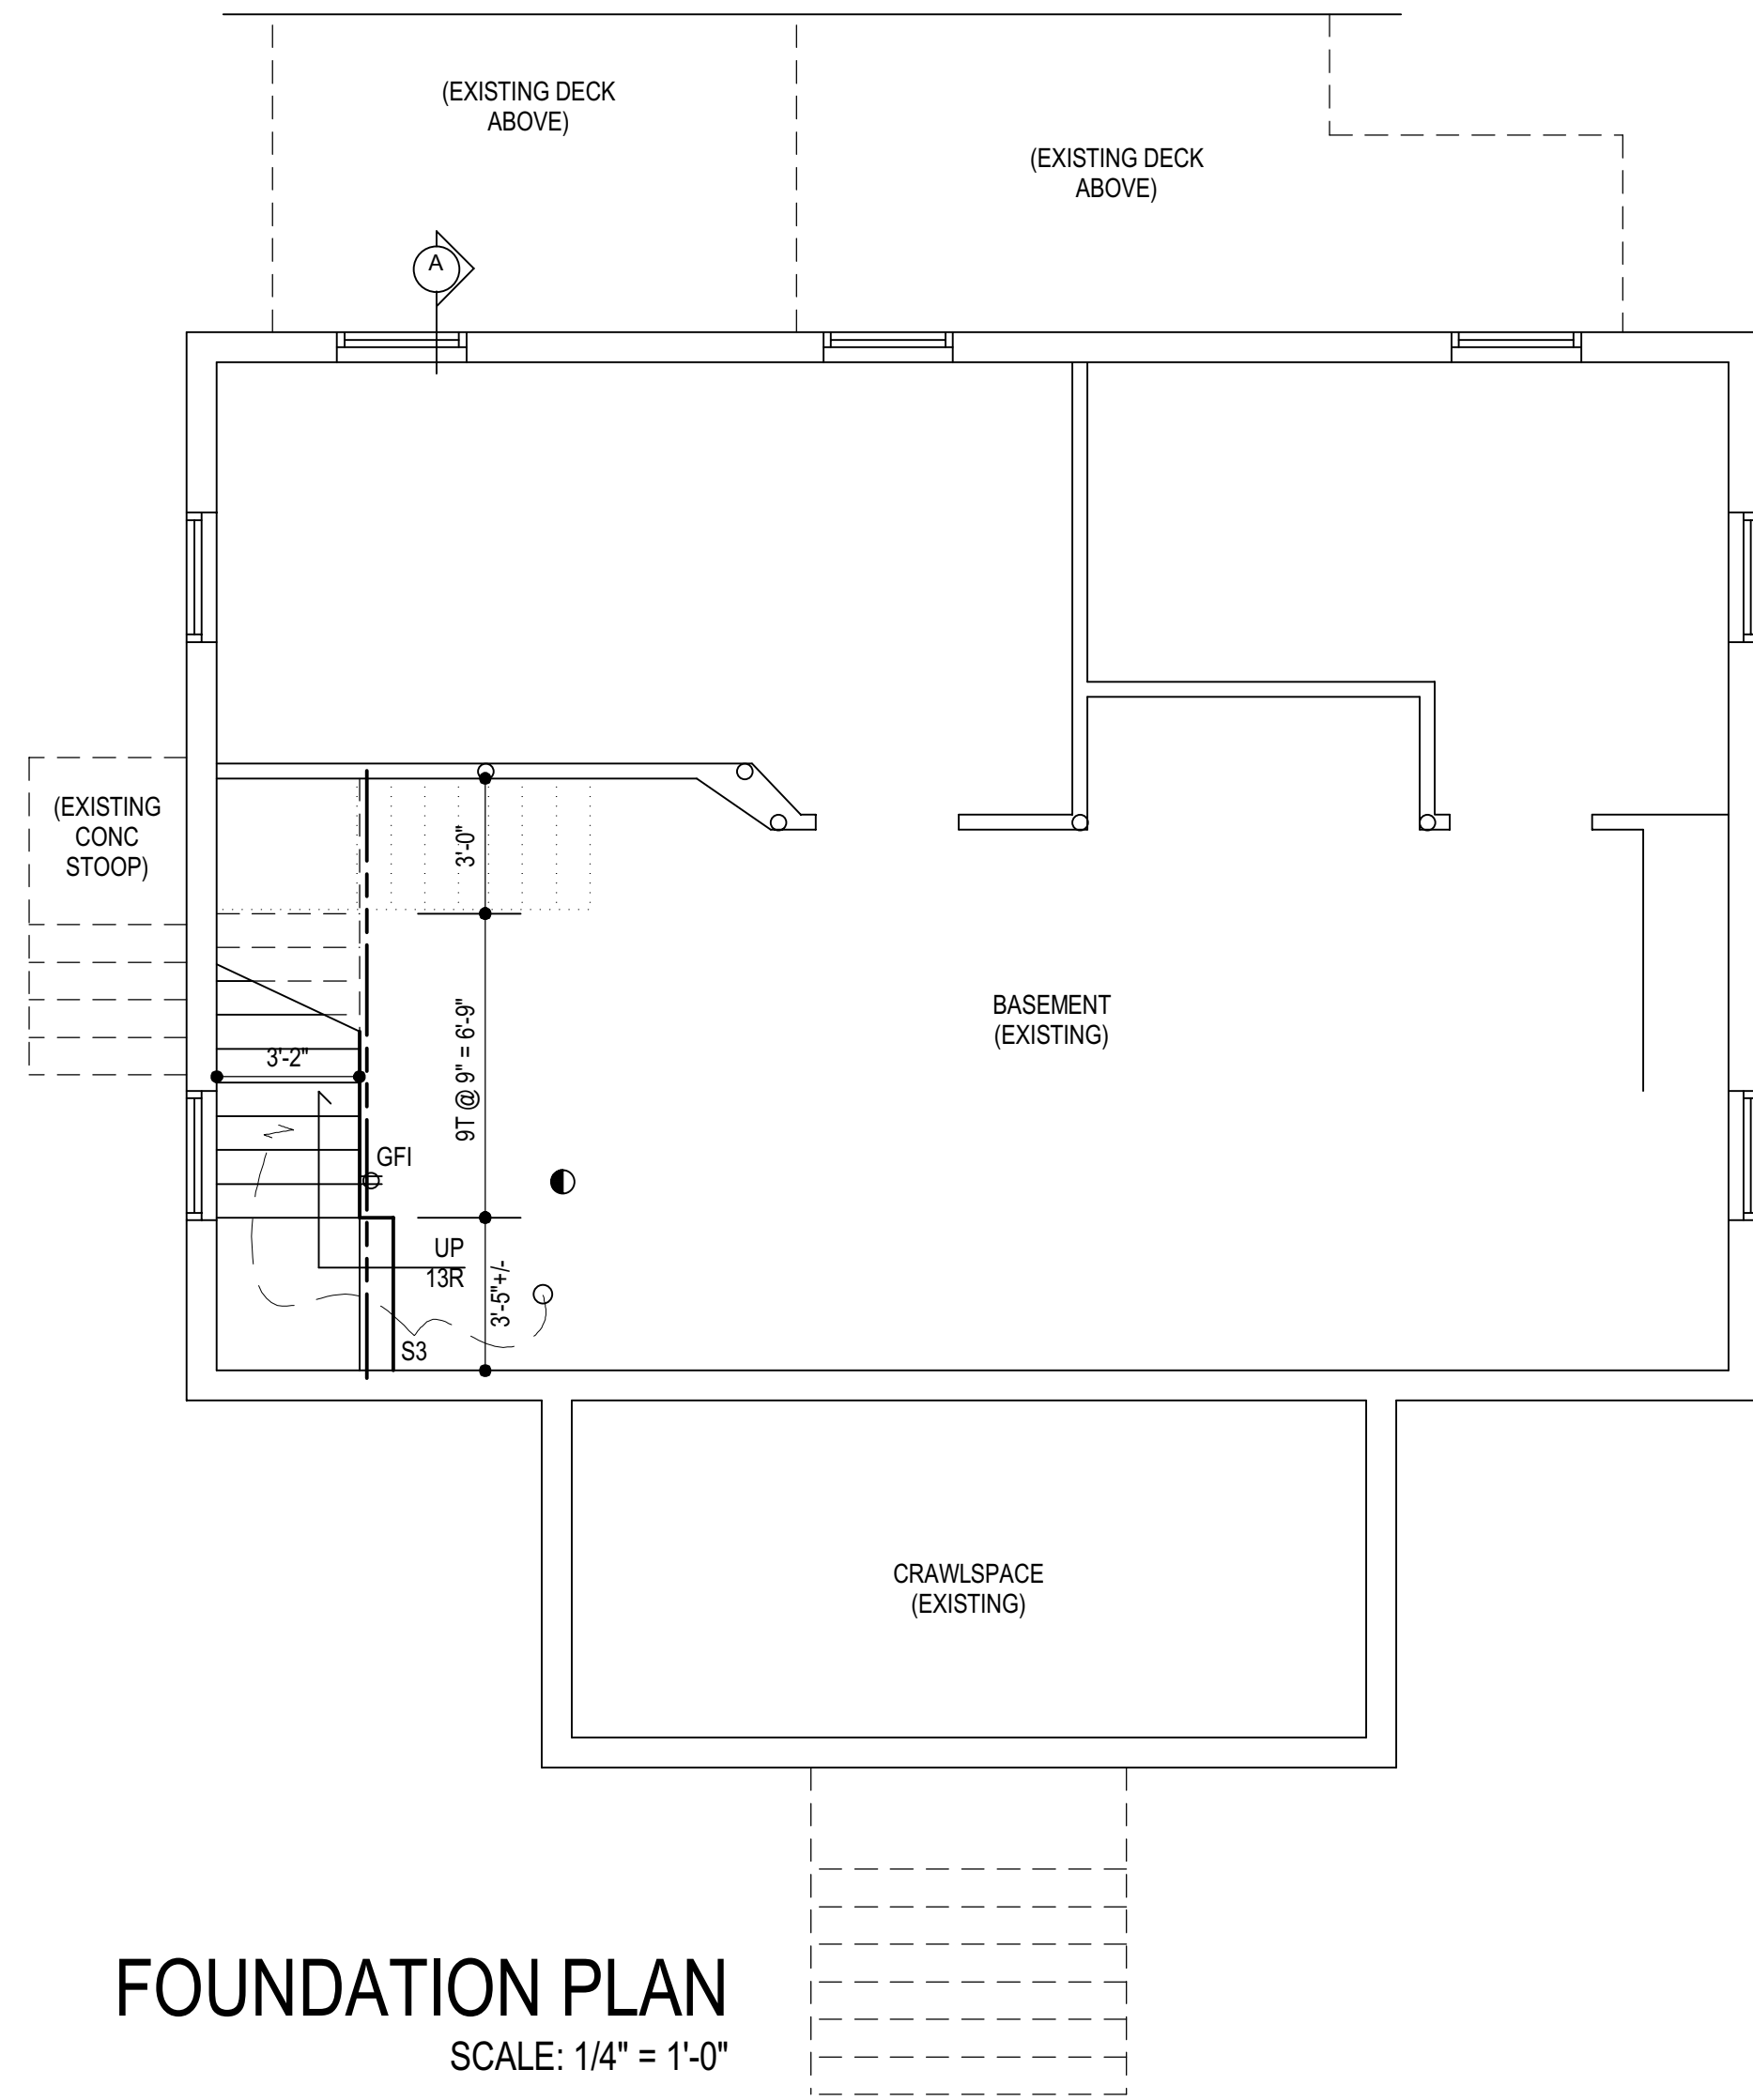 (EXISTING DECK
ABOVE)
(EXISTING DECK
ABOVE)
A
(EXISTING
CONC
STOOP)
3'-0"
BASEMENT
(EXISTING)
9T @ 9" = 6'-9"
3'-2"
GFI
UP
13R
3'-5"+/-
S3
CRAWLSPACE
(EXISTING)
FOUNDATION PLAN
SCALE: 1/4" = 1'-0"